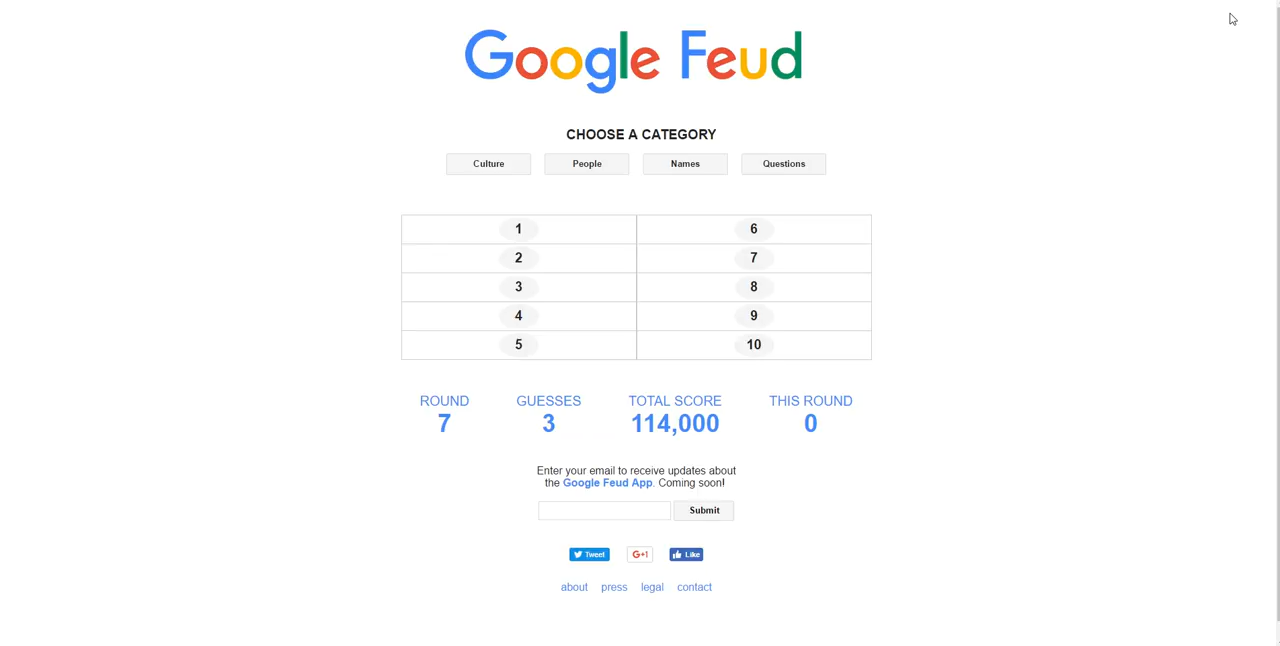 Google Feud
CHOOSE A CATEGORY
Culture People Names Questions
1 6
2 7
3 8
4 9
5 10
ROUND GUESSES TOTAL SCORE THIS ROUND
7 3 114,000 0
Enter your email to receive updates about
the Google Feud App. Coming soon!
Submit
Tweet G+1 Like
about press legal contact